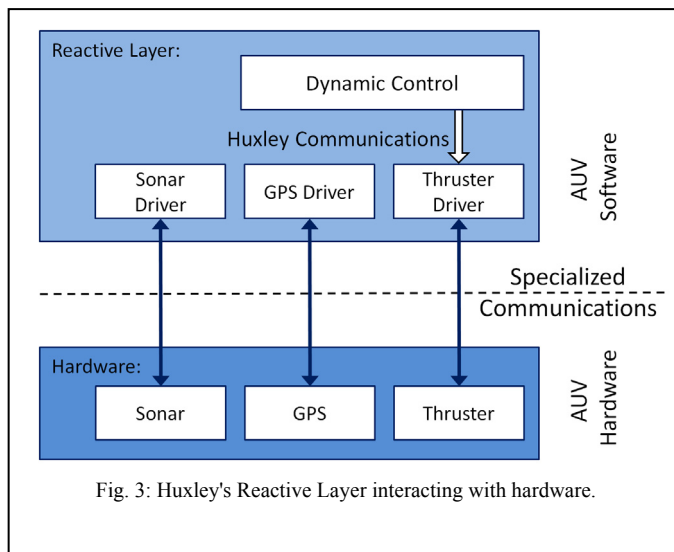 Reactive Layer:
Dynamic Control
Huxley Communications
Sonar
Driver
GPS Driver
Thruster
Driver
AUV
Software
Specialized
Communications
Hardware:
Sonar
GPS
Thruster
AUV
Hardware
Fig. 3: Huxley's Reactive Layer interacting with hardware.